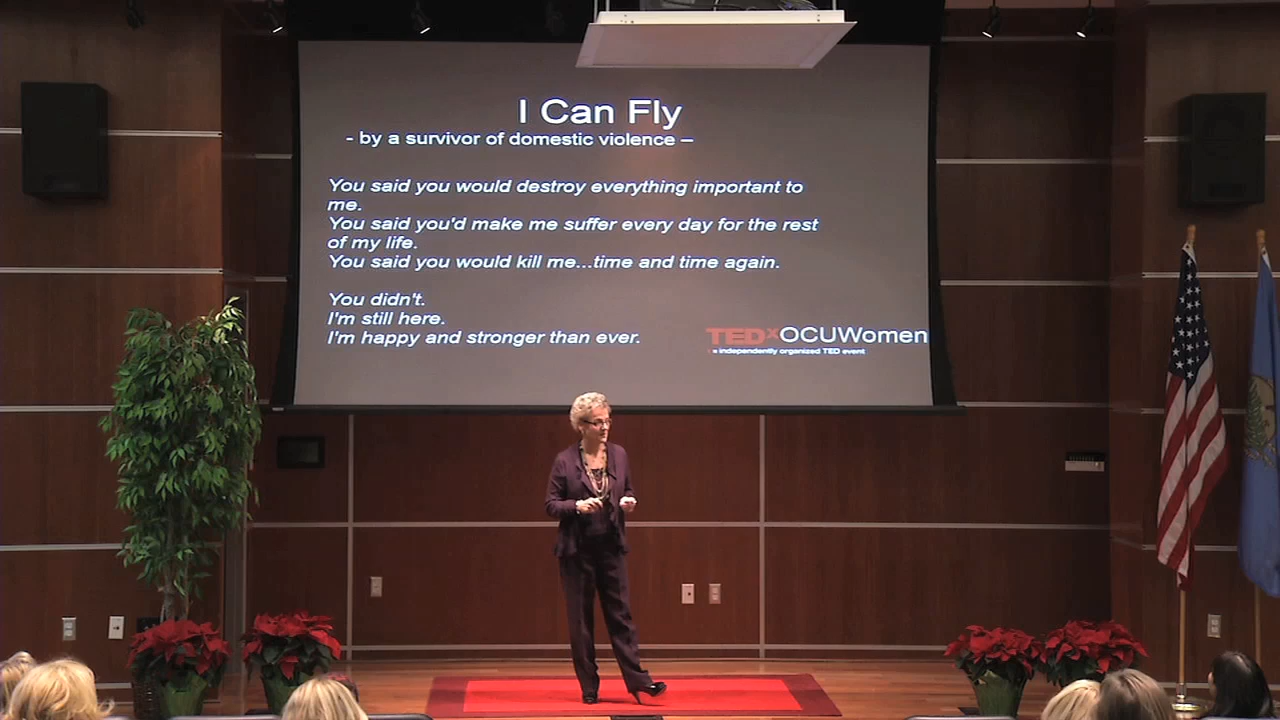 I Can Fly
- by a survivor of domestic violence –
You said you would destroy everything important to
me.
You said you'd make me suffer every day for the rest
of my life.
You said you would kill me...time and time again.
You didn't.
I'm still here.
I'm happy and stronger than ever.
TEDxOCUWomen
x = independently organized TED event